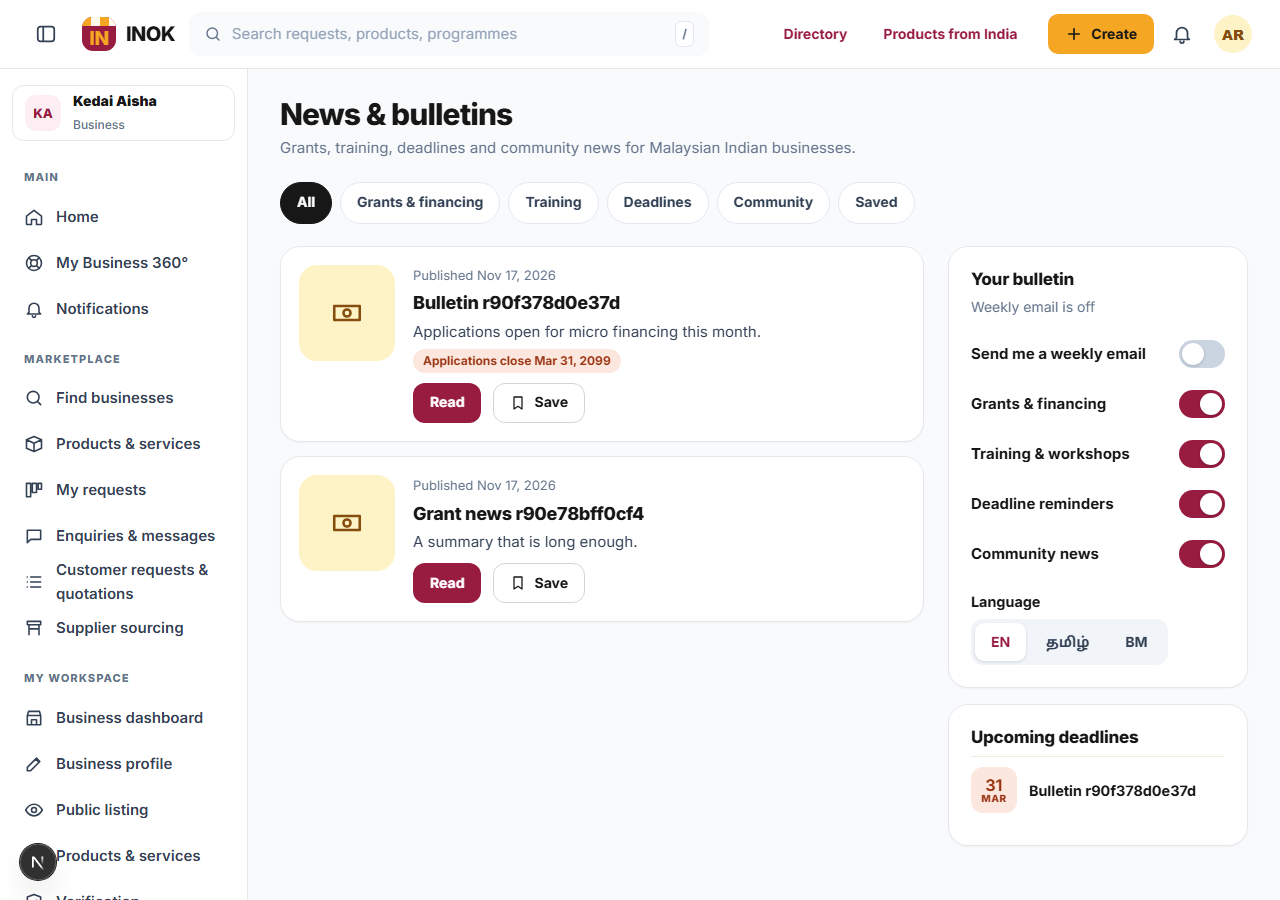 IN INOK
Search requests, products, programmes
/
Directory
Products from India
Create
AR
KA
Kedai Aisha
Business
MAIN
Home
My Business 360°
Notifications
MARKETPLACE
Find businesses
Products & services
My requests
Enquiries & messages
Customer requests &
quotations
Supplier sourcing
MY WORKSPACE
Business dashboard
Business profile
Public listing
Products & services
Verification
N
News & bulletins
Grants, training, deadlines and community news for Malaysian Indian businesses.
All
Grants & financing
Training
Deadlines
Community
Saved
Published Nov 17, 2026
Bulletin r90f378d0e37d
Applications open for micro financing this month.
Applications close Mar 31, 2099
Read
Save
Published Nov 17, 2026
Grant news r90e78bff0cf4
A summary that is long enough.
Read
Save
Your bulletin
Weekly email is off
Send me a weekly email
Grants & financing
Training & workshops
Deadline reminders
Community news
Language
EN
தமிழ்
BM
Upcoming deadlines
31
MAR
Bulletin r90f378d0e37d